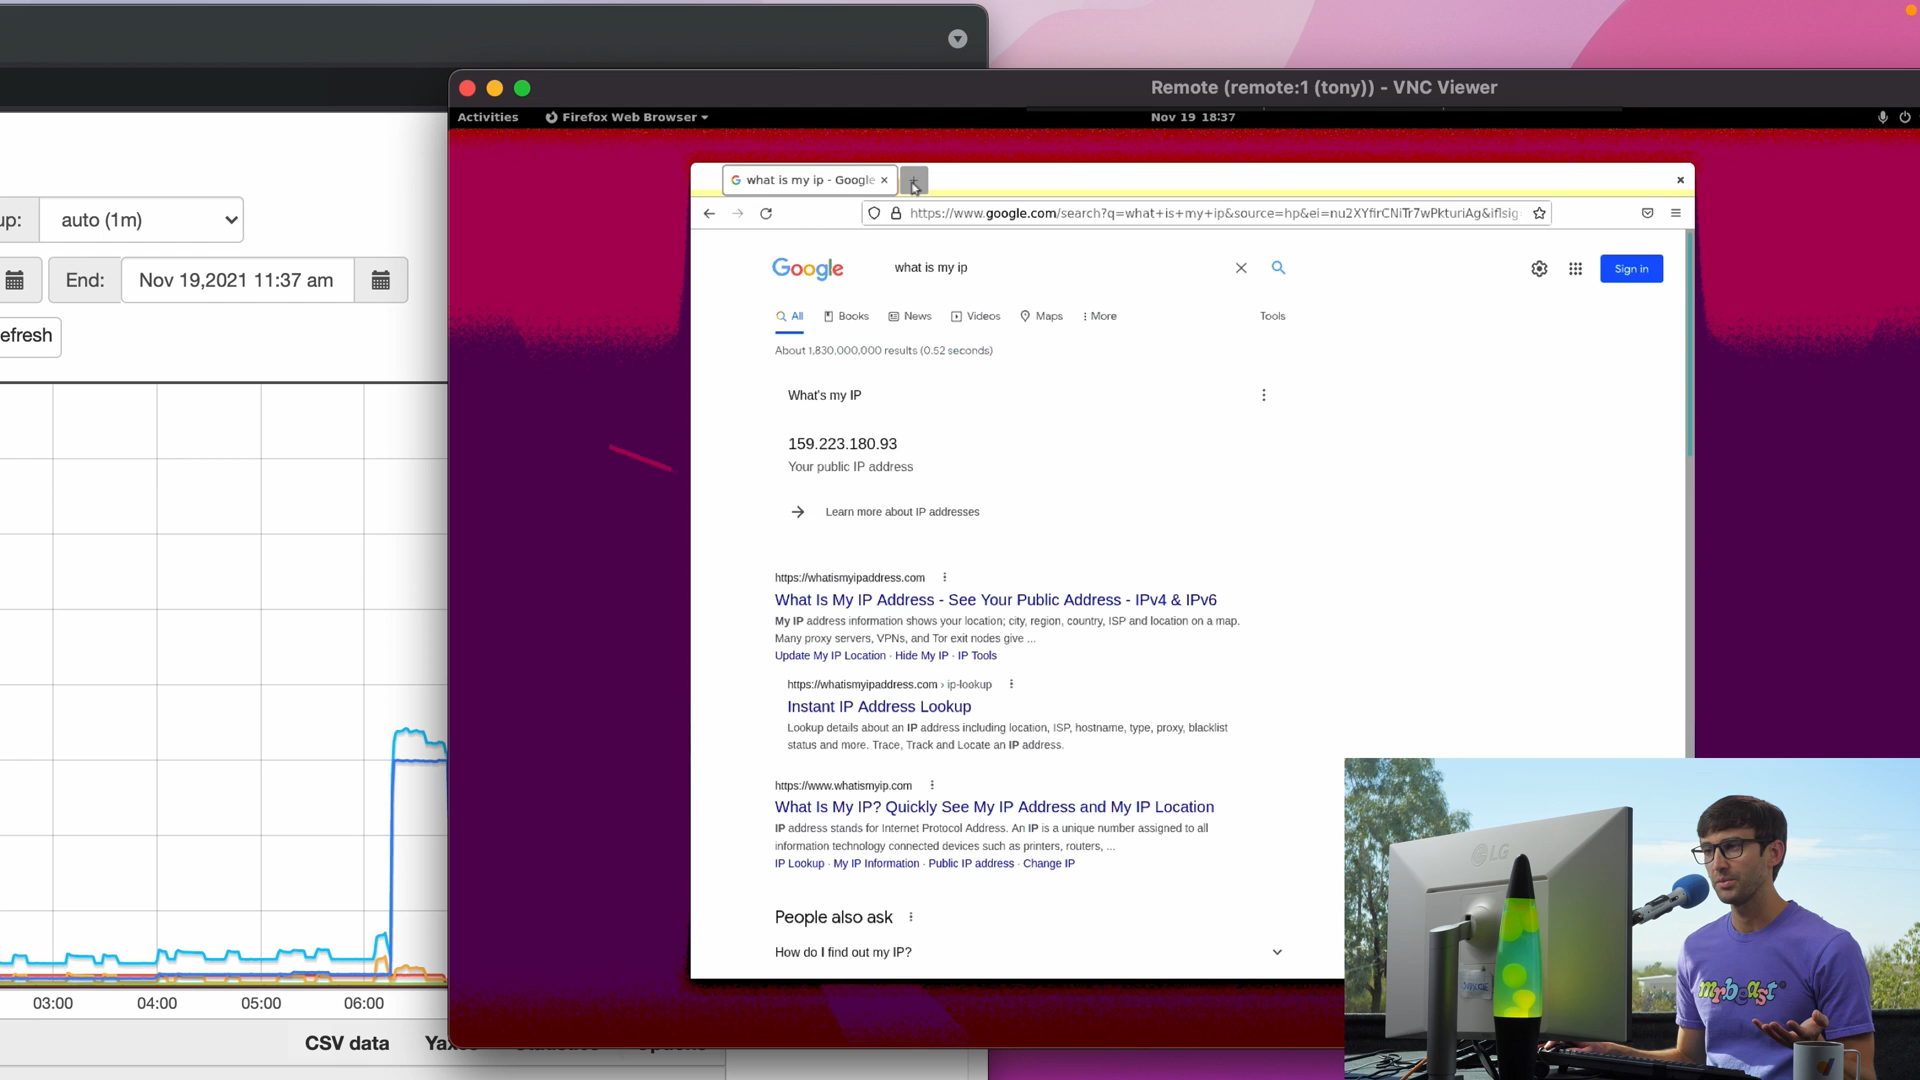 Remote (remote:1 (tony)) - VNC Viewer
Activities
Firefox Web Browser
Nov 19 18:37
what is my ip - Google
https://www.google.com/search?q=what+is+my+ip&source=hp&ei=nu2XYfirCNiTr7wPkturiAg&iflsig
up:
auto (1m)
End:
Nov 19,2021 11:37 am
efresh
03:00
04:00
05:00
06:00
CSV data
Google
what is my ip
Sign in
All
Books
News
Videos
Maps
More
Tools
About 1,830,000,000 results (0.52 seconds)
What's my IP
159.223.180.93
Your public IP address
Learn more about IP addresses
https://whatismyipaddress.com
What Is My IP Address - See Your Public Address - IPv4 & IPv6
My IP address information shows your location; city, region, country, ISP and location on a map.
Many proxy servers, VPNs, and Tor exit nodes give ...
Update My IP Location · Hide My IP · IP Tools
https://whatismyipaddress.com › ip-lookup
Instant IP Address Lookup
Lookup details about an IP address including location, ISP, hostname, type, proxy, blacklist
status and more. Trace, Track and Locate an IP address.
https://www.whatismyip.com
What Is My IP? Quickly See My IP Address and My IP Location
IP address stands for Internet Protocol Address. An IP is a unique number assigned to all
information technology connected devices such as printers, routers, ...
IP Lookup · My IP Information · Public IP address · Change IP
People also ask
How do I find out my IP?
LG
mrbeast